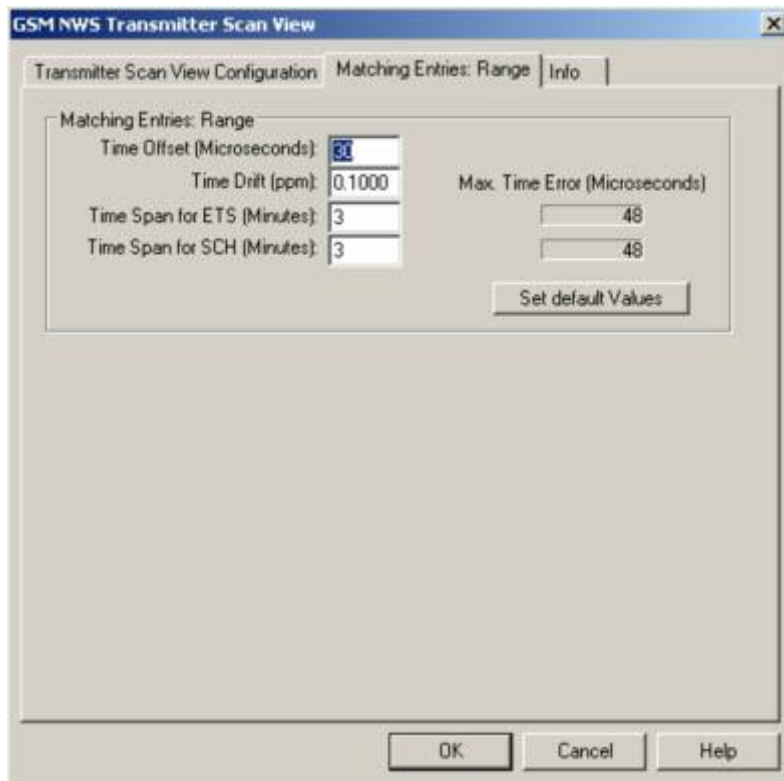 GSM NWS Transmitter Scan View
Transmitter Scan View Configuration Matching Entries: Range Info
Matching Entries: Range
Time Offset (Microseconds): 30
Time Drift (ppm): 0.1000 Max. Time Error (Microseconds)
Time Span for ETS (Minutes): 3 48
Time Span for SCH (Minutes): 3 48
Set default Values
OK Cancel Help